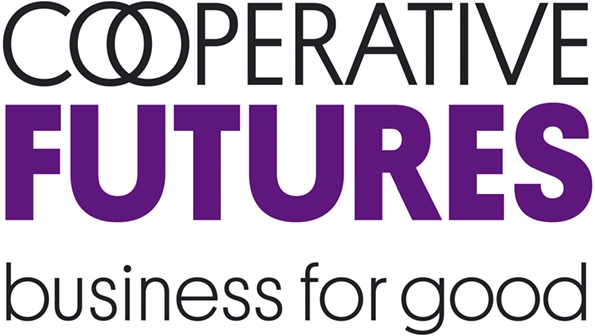 COOPERATIVE
FUTURES
business for good